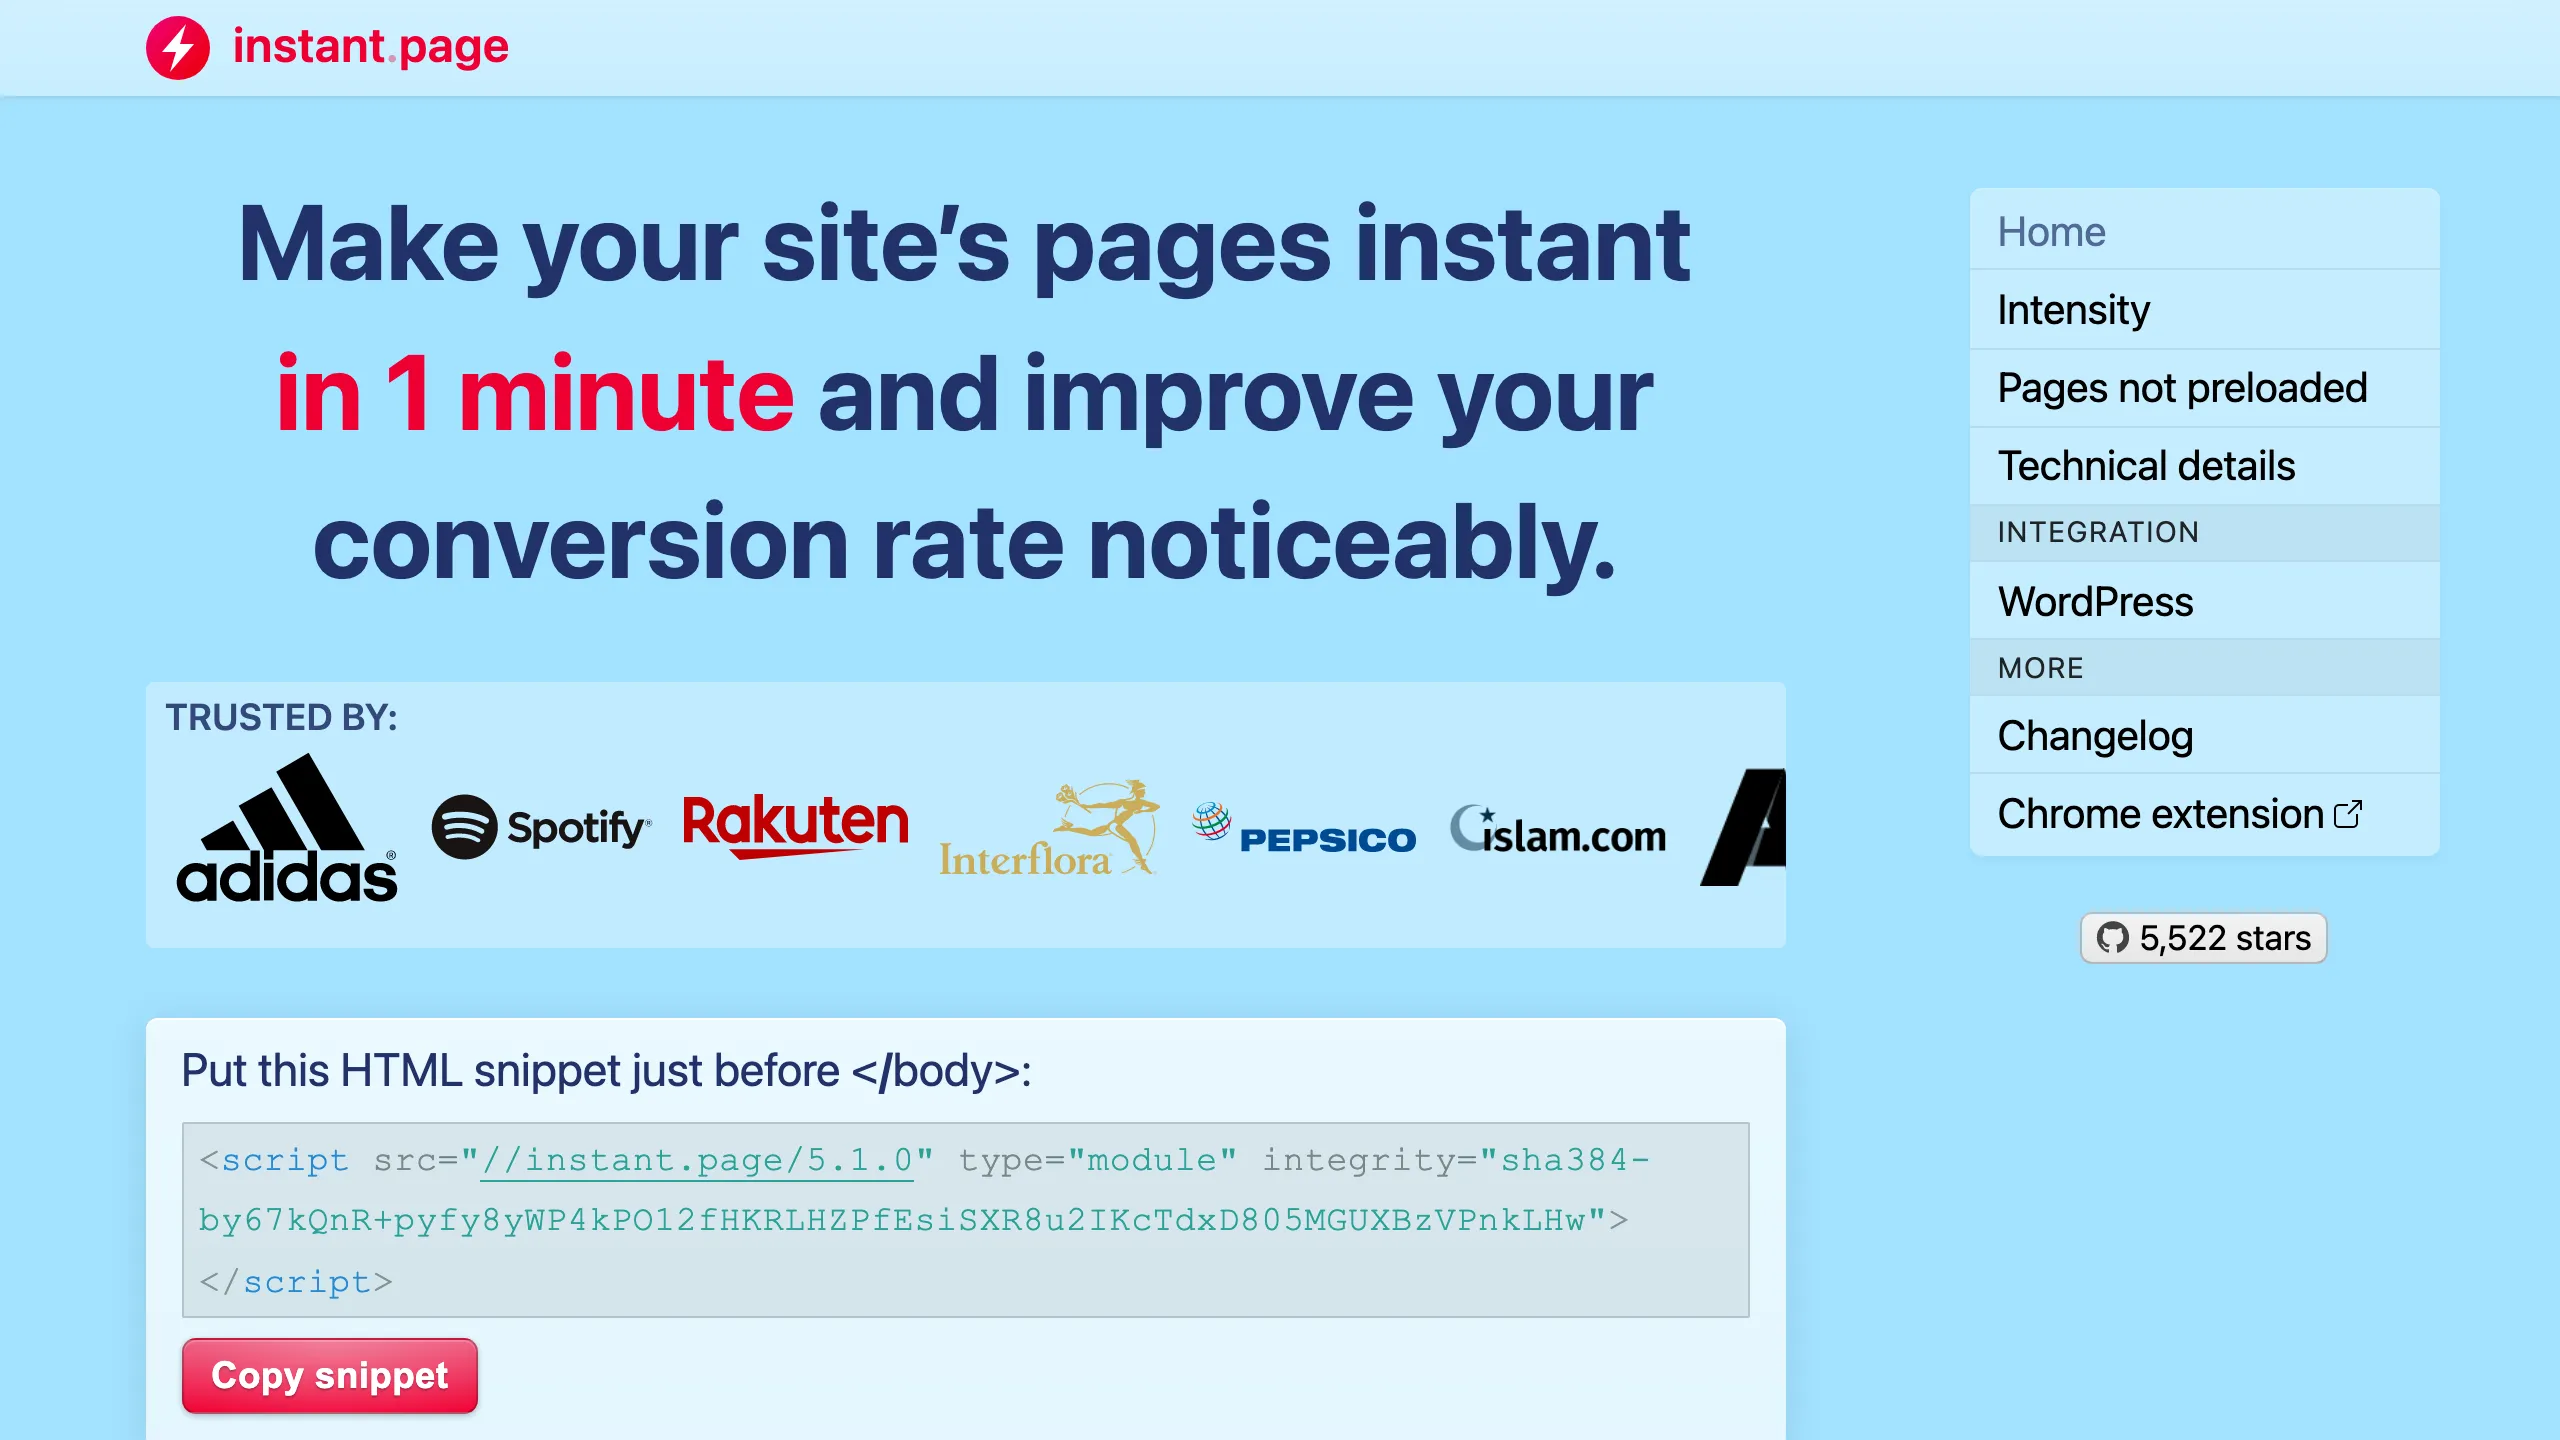 instant.page
Make your site’s pages instant
in 1 minute and improve your
conversion rate noticeably.
TRUSTED BY:
adidas®
Spotify®
Rakuten
Interflora
PEPSICO
islam.com
Put this HTML snippet just before </body>:
<script src="//instant.page/5.1.0" type="module" integrity="sha384-
by67kQnR+pyfy8yWP4kPO12fHKRLHZPfEsiSXR8u2IKcTdxD805MGUXBzVPnkLHw">
</script>
Copy snippet
Home
Intensity
Pages not preloaded
Technical details
INTEGRATION
WordPress
MORE
Changelog
Chrome extension
5,522 stars